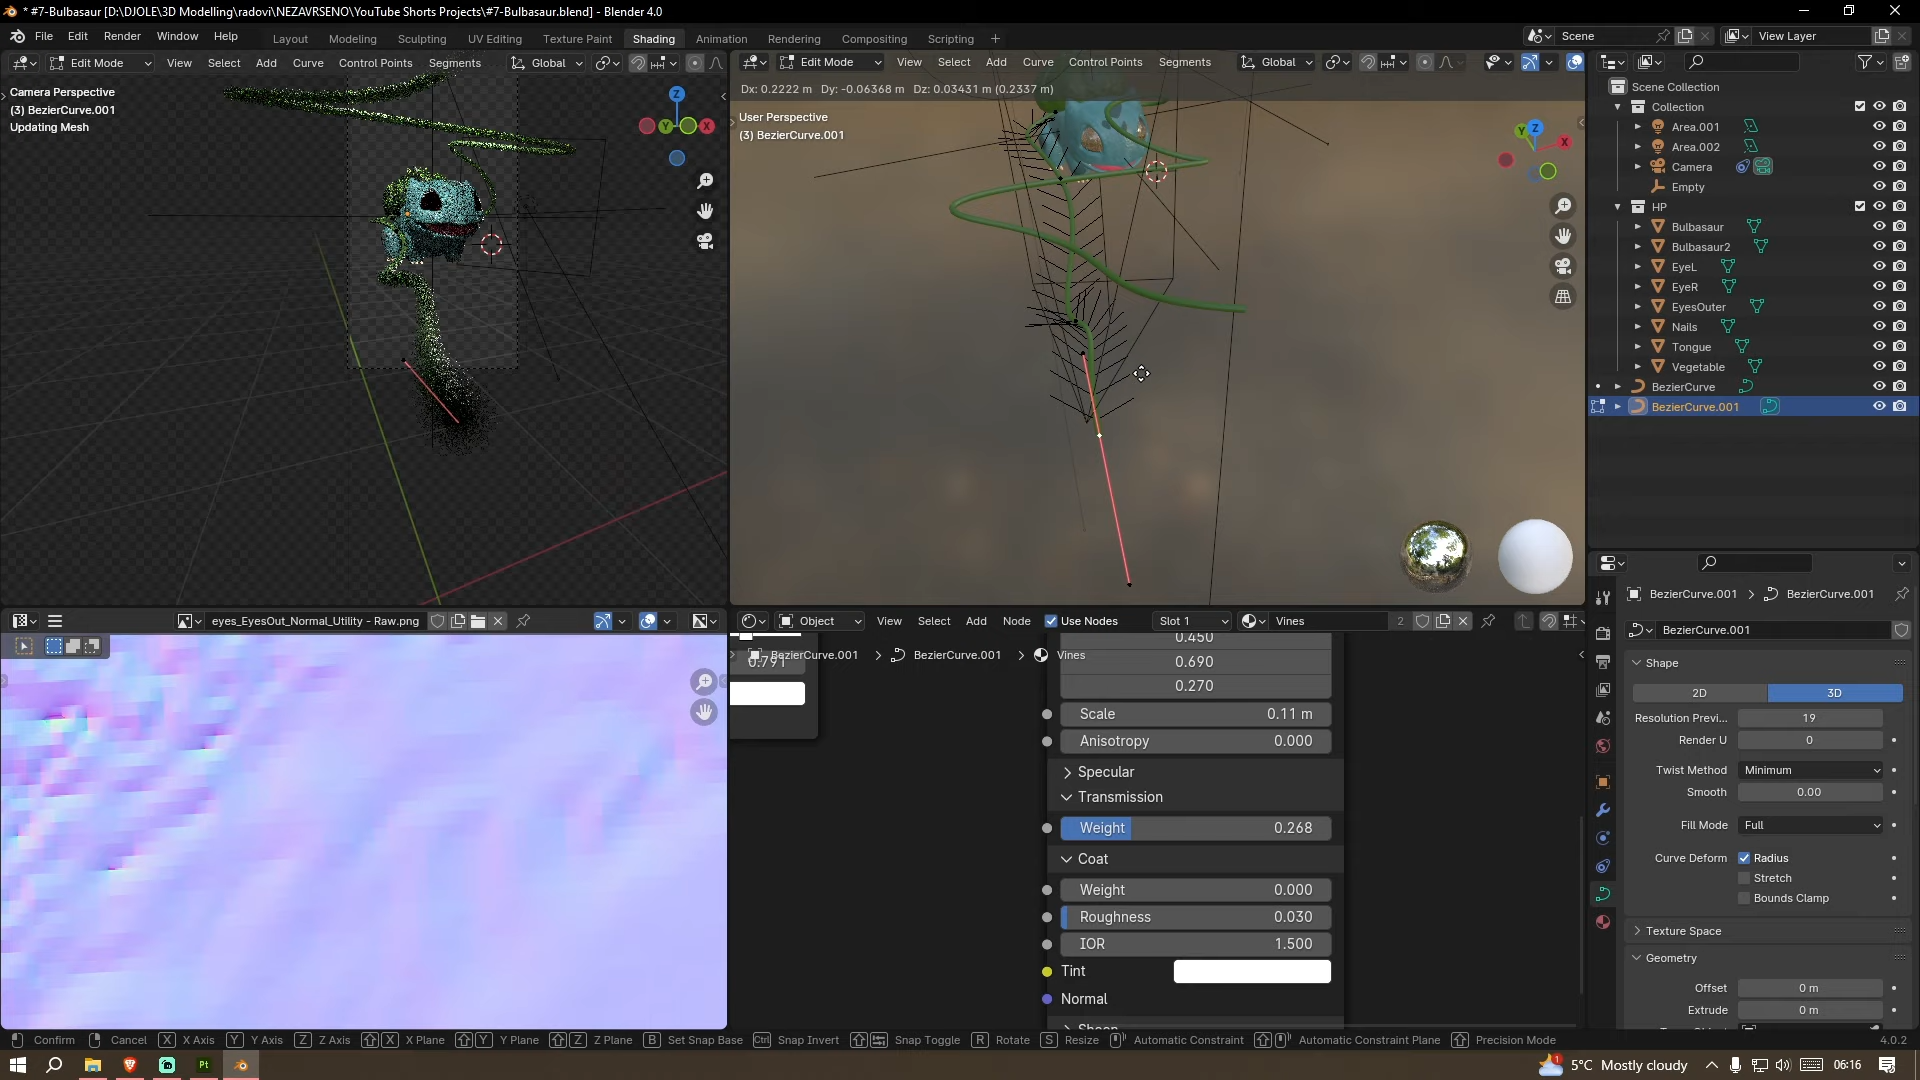 * #7-Bulbasaur [D:\DJOLE\3D Modelling\radovi\NEZAVRSENO\YouTube Shorts Projects\#7-Bulbasaur.blend] - Blender 4.0
File Edit Render Window Help Layout Modeling Sculpting UV Editing Texture Paint Shading Animation Rendering Compositing Scripting + Scene View Layer
Edit Mode View Select Add Curve Control Points Segments Global
Camera Perspective
(3) BezierCurve.001
Updating Mesh
Z
Y
X
Edit Mode View Select Add Curve Control Points Segments Global
Dx: 0.2222 m Dy: -0.06368 m Dz: 0.03431 m (0.2337 m)
User Perspective
(3) BezierCurve.001
Y
Z
X
Scene Collection
Collection
Area.001
Area.002
Camera
Empty
HP
Bulbasaur
Bulbasaur2
EyeL
EyeR
EyesOuter
Nails
Tongue
Vegetable
BezierCurve
BezierCurve.001
BezierCurve.001 > BezierCurve.001
BezierCurve.001
Shape
2D 3D
Resolution Previ... 19
Render U 0
Twist Method Minimum
Smooth 0.00
Fill Mode Full
Curve Deform Radius
Stretch
Bounds Clamp
Texture Space
Geometry
Offset 0 m
Extrude 0 m
eyes_EyesOut_Normal_Utility - Raw.png
Object View Select Add Node Use Nodes Slot 1 Vines 2
BezierCurve.001 > BezierCurve.001 > Vines
0.791
0.450
0.690
0.270
Scale 0.11 m
Anisotropy 0.000
Specular
Transmission
Weight 0.268
Coat
Weight 0.000
Roughness 0.030
IOR 1.500
Tint
Normal
Confirm Cancel X X Axis Y Y Axis Z Z Axis X X Plane Y Y Plane Z Z Plane B Set Snap Base Ctrl Snap Invert Snap Toggle R Rotate S Resize Automatic Constraint Automatic Constraint Plane Precision Mode 4.0.2
Pt 1 5°C Mostly cloudy 06:16